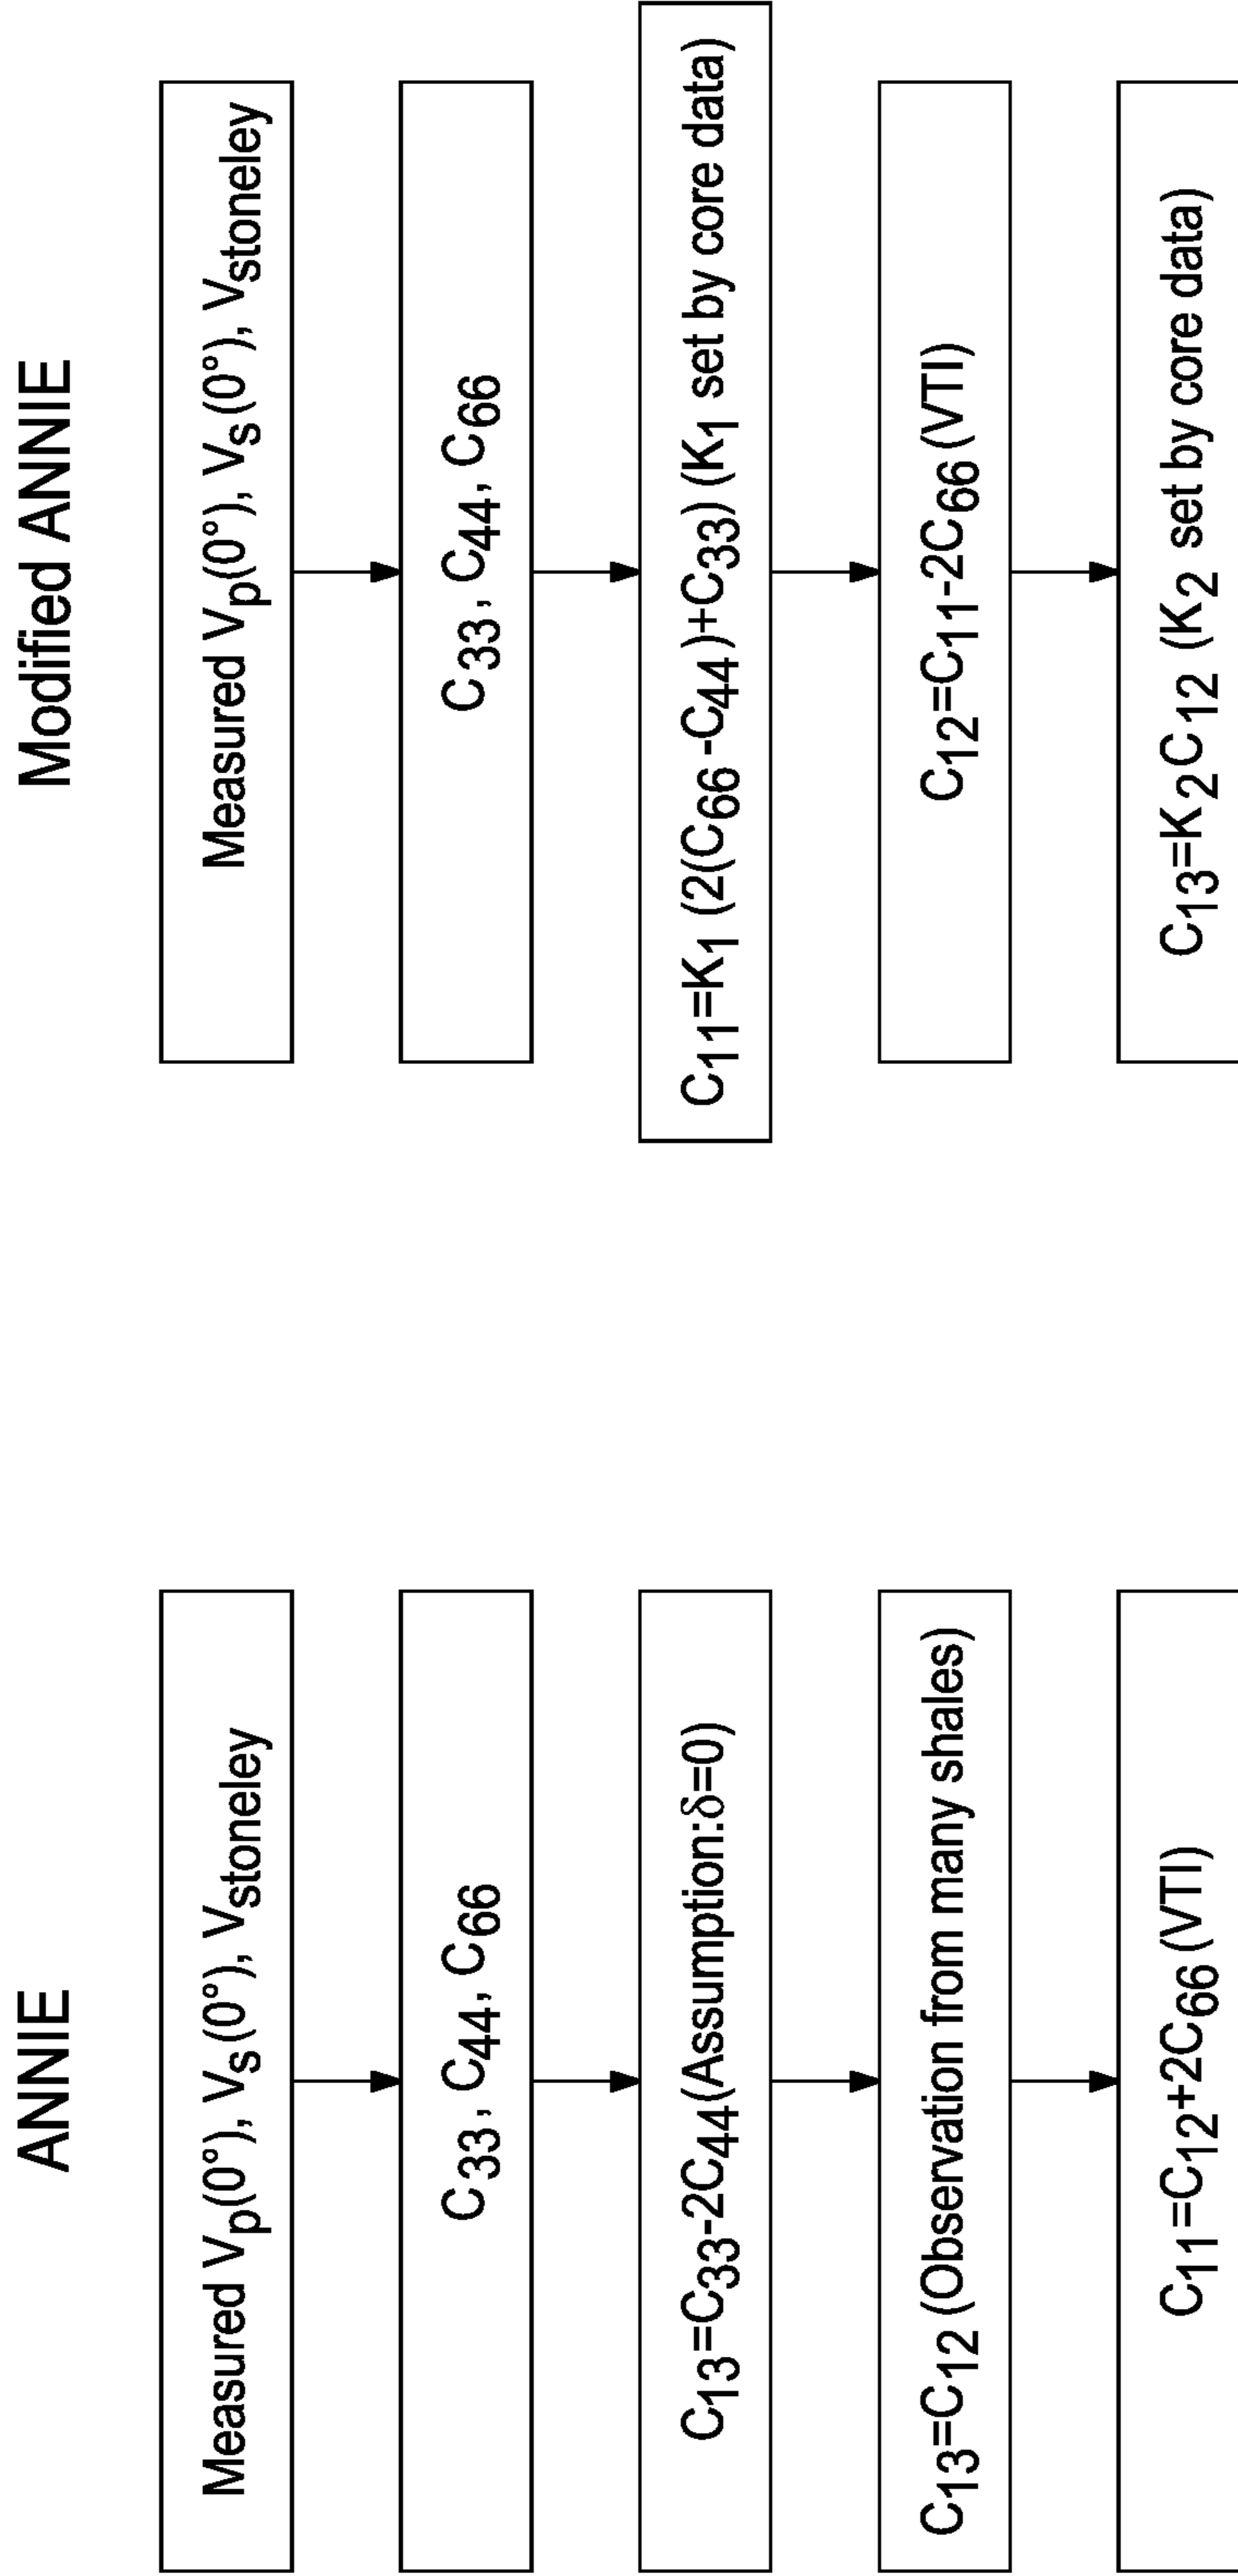 ANNIE
Measured Vp(0°), Vs(0°), Vstoneley
C33, C44, C66
C13=C33-2C44(Assumption:δ=0)
C13=C12 (Observation from many shales)
C11=C12+2C66(VTI)
Modified ANNIE
Measured Vp(0°), Vs(0°), Vstoneley
C33, C44, C66
C11=K1 (2(C66-C44)+C33) (K1 set by core data)
C12=C11-2C66(VTI)
C13=K2C12 (K2 set by core data)